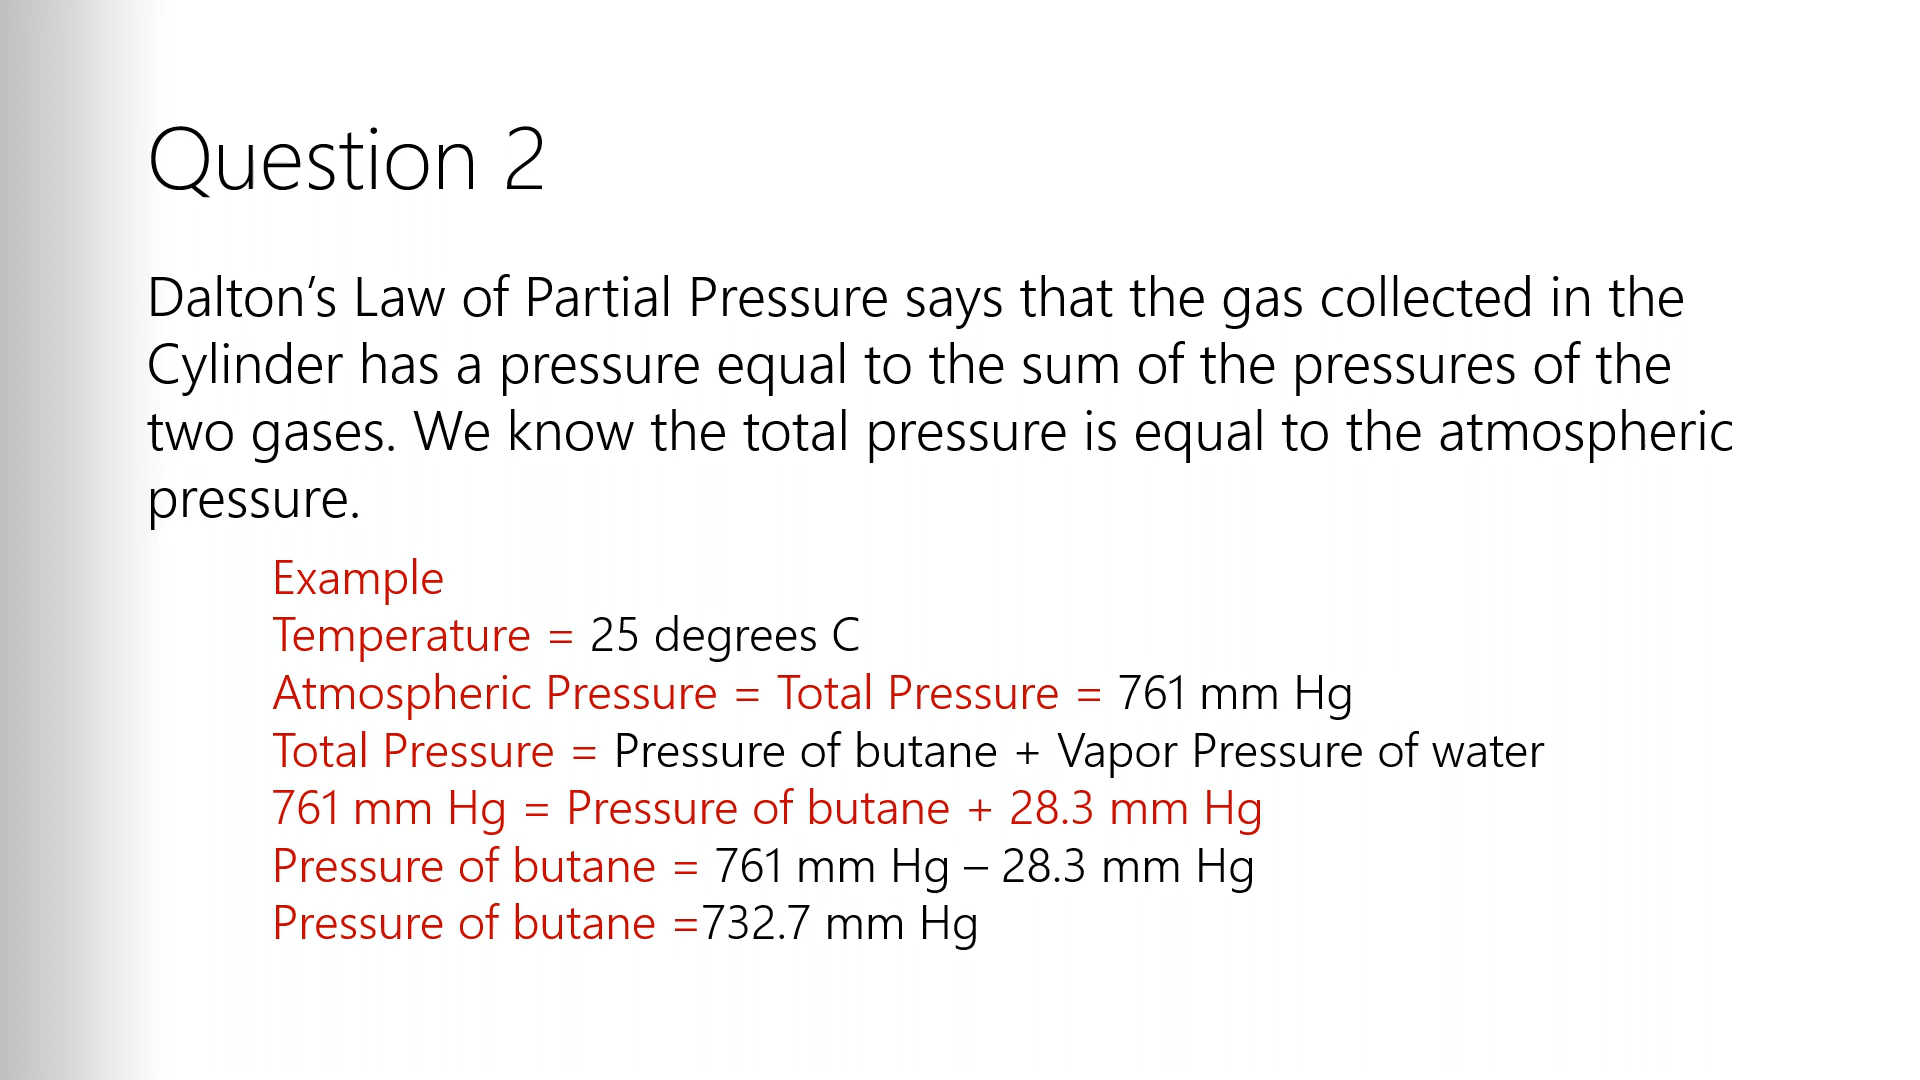 Question 2
Dalton’s Law of Partial Pressure says that the gas collected in the
Cylinder has a pressure equal to the sum of the pressures of the
two gases. We know the total pressure is equal to the atmospheric
pressure.
Example
Temperature = 25 degrees C
Atmospheric Pressure = Total Pressure = 761 mm Hg
Total Pressure = Pressure of butane + Vapor Pressure of water
761 mm Hg = Pressure of butane + 28.3 mm Hg
Pressure of butane = 761 mm Hg – 28.3 mm Hg
Pressure of butane =732.7 mm Hg